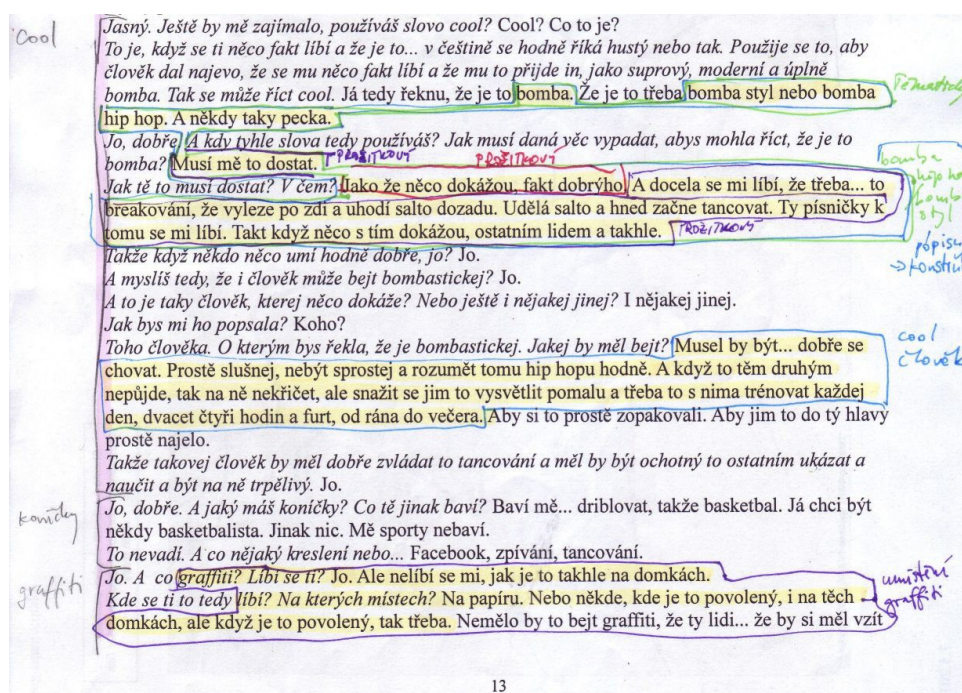 cool
Jasný. Ještě by mě zajímalo, používáš slovo cool? Cool? Co to je?
To je, když se ti něco fakt líbí a že je to... v češtině se hodně říká hustý nebo tak. Použije se to, aby
člověk dal najevo, že se mu něco fakt líbí a že mu to přijde in, jako suprový, moderní a úplně
bomba. Tak se může říct cool. Já tedy řeknu, že je to bomba. Že je to třeba bomba styl nebo bomba
hip hop. A někdy taky pecka.
Jo, dobře. A kdy tyhle slova tedy používáš? Jak musí daná věc vypadat, abys mohla říct, že je to
bomba? Musí mě to dostat. PROŽITKOVÝ PROŽITKOVÝ
bomba
Jak tě to musí dostat? V čem? Jako že něco dokážou, fakt dobrýho. A docela se mi líbí, že třeba... to
breakování, že vyleze po zdi a uhodí salto dozadu. Udělá salto a hned začne tancovat. Ty písničky k
styl
tomu se mi líbí. Takt když něco s tím dokážou, ostatním lidem a takhle. PROŽITKOVÝ
Takže když někdo něco umí hodně dobře, jo? Jo.
A myslíš tedy, že i člověk může bejt bombastickej? Jo.
A to je taky člověk, kterej něco dokáže? Nebo ještě i nějakej jinej? I nějakej jinej.
Jak bys mi ho popsala? Koho?
Toho člověka. O kterým bys řekla, že je bombastickej. Jakej by měl bejt? Musel by být... dobře se
cool
člověk
chovat. Prostě slušnej, nebýt sprostej a rozumět tomu hip hopu hodně. A když to těm druhým
nepůjde, tak na ně nekřičet, ale snažit se jim to vysvětlit pomalu a třeba to s nima trénovat každej
den, dvacet čtyři hodin a furt, od rána do večera. Aby si to prostě zopakovali. Aby jim to do tý hlavy
prostě najelo.
Takže takovej člověk by měl dobře zvládat to tancování a měl by být ochotný to ostatním ukázat a
naučit a být na ně trpělivý. Jo.
koníčky
Jo, dobře. A jaký máš koníčky? Co tě jinak baví? Baví mě... driblovat, takže basketbal. Já chci být
někdy basketbalista. Jinak nic. Mě sporty nebaví.
To nevadí. A co nějaký kreslení nebo... Facebook, zpívání, tancování.
graffiti
Jo. A co graffiti? Líbí se ti? Jo. Ale nelíbí se mi, jak je to takhle na domkách.
umístění
graffiti
Kde se ti to tedy líbí? Na kterých místech? Na papíru. Nebo někde, kde je to povolený, i na těch
domkách, ale když je to povolený, tak třeba. Nemělo by to bejt graffiti, že ty lidi... že by si měl vzít
13